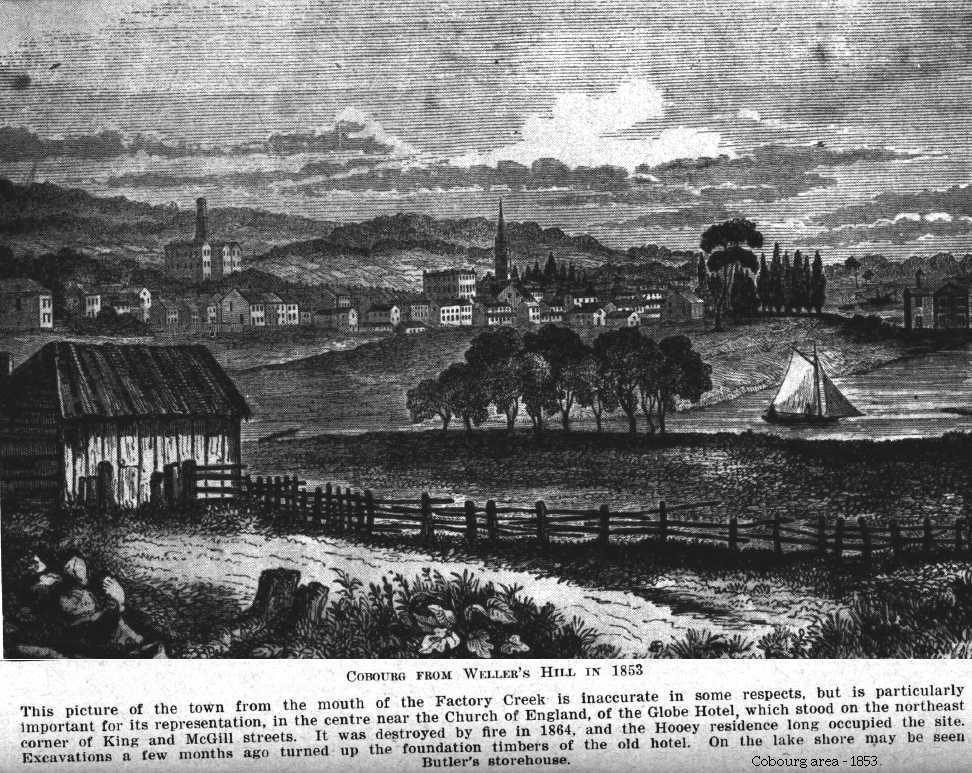 COBOURG FROM WELLER'S HILL IN 1853
This picture of the town from the mouth of the Factory Creek is inaccurate in some respects, but is particularly
important for its representation, in the centre near the Church of England, of the Globe Hotel, which stood on the northeast
corner of King and McGill streets. It was destroyed by fire in 1864, and the Hooey residence long occupied the site.
Excavations a few months ago turned up the foundation timbers of the old hotel. On the lake shore may be seen
Butler's storehouse.
Cobourg area - 1853.